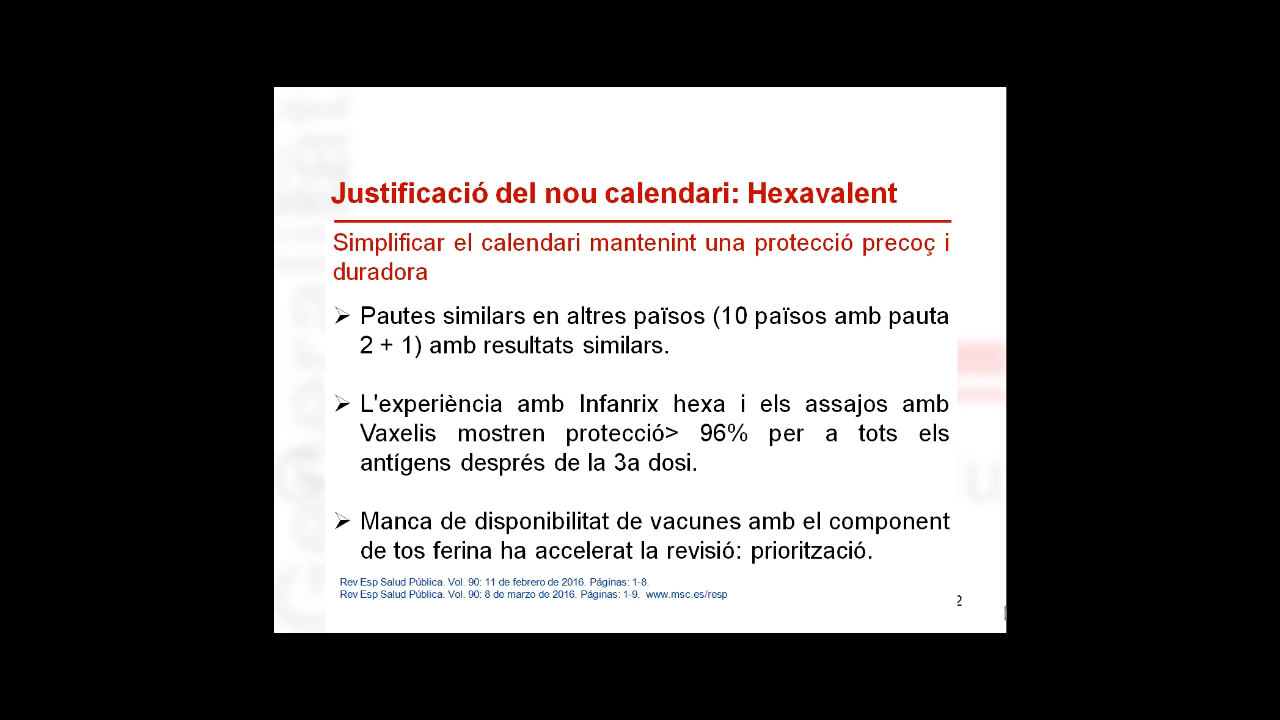 Justificació del nou calendari: Hexavalent
Simplificar el calendari mantenint una protecció precoç i
duradora
➢ Pautes similars en altres països (10 països amb pauta
2 + 1) amb resultats similars.
➢ L'experiència amb Infanrix hexa i els assajos amb
Vaxelis mostren protecció> 96% per a tots els
antígens després de la 3a dosi.
➢ Manca de disponibilitat de vacunes amb el component
de tos ferina ha accelerat la revisió: priorització.
Rev Esp Salud Pública. Vol. 90: 11 de febrero de 2016. Páginas: 1-8.
Rev Esp Salud Pública. Vol. 90: 8 de marzo de 2016. Páginas: 1-9. www.msc.es/resp
2